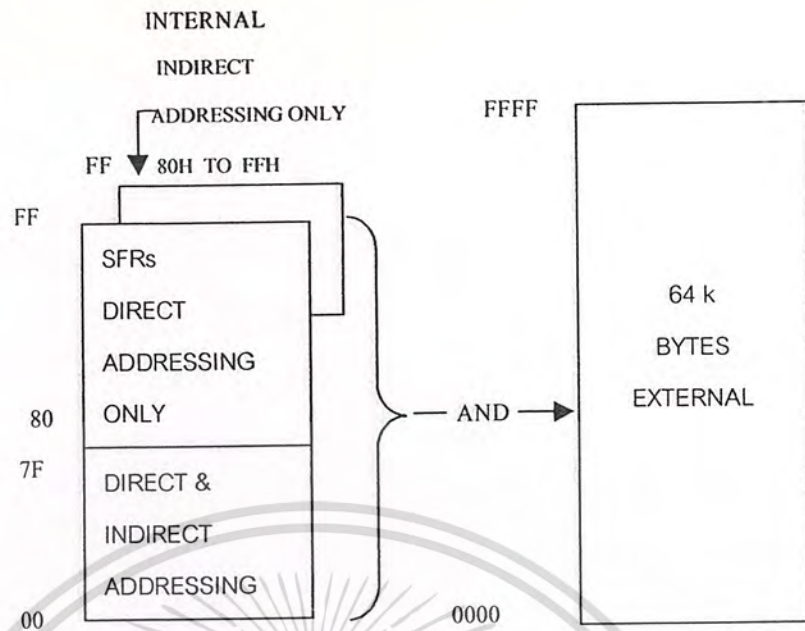 INTERNAL
INDIRECT
ADDRESSING ONLY
FF 80H TO FFH
FF
SFRs
DIRECT
ADDRESSING
ONLY
80
7F
DIRECT &
INDIRECT
ADDRESSING
00
AND
FFFF
64 k
BYTES
EXTERNAL
0000